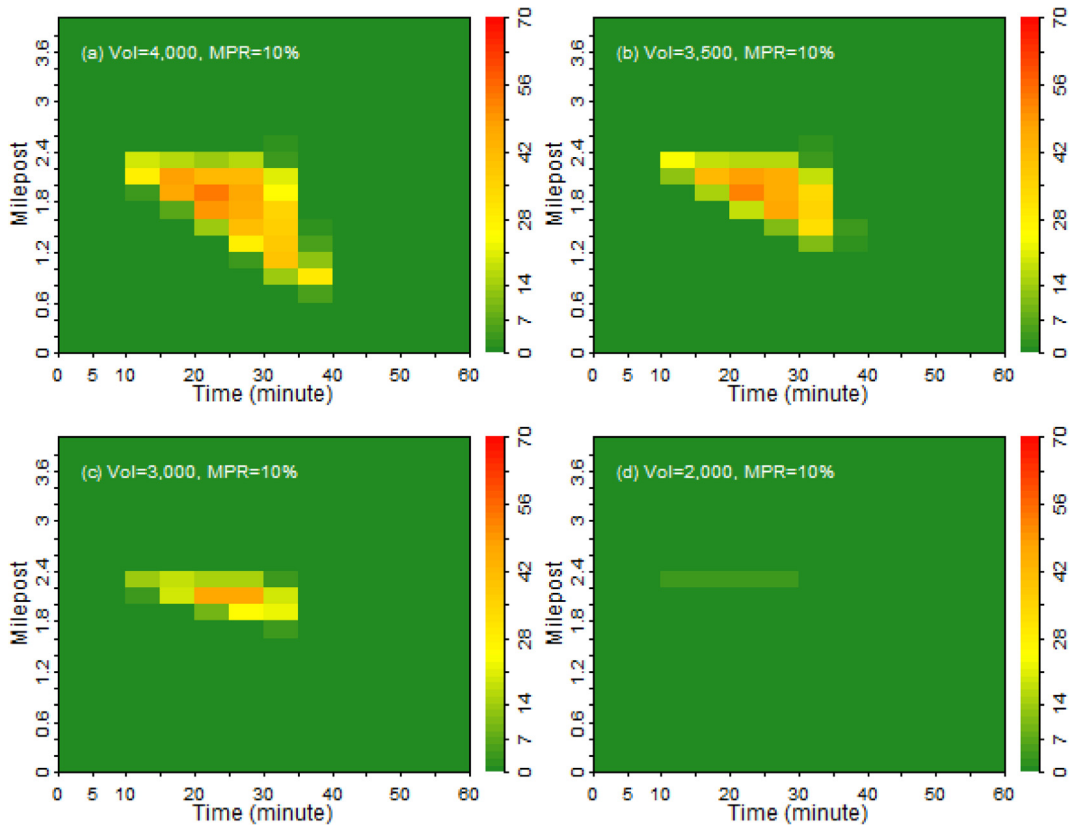 (a) Vol=4,000, MPR=10%
Milepost
0 0.6 1.2 1.8 2.4 3 3.6
0 5 10 20 30 40 50 60
Time (minute)
0 7 14 28 42 56 70
(b) Vol=3,500, MPR=10%
Milepost
0 0.6 1.2 1.8 2.4 3 3.6
0 5 10 20 30 40 50 60
Time (minute)
0 7 14 28 42 56 70
(c) Vol=3,000, MPR=10%
Milepost
0 0.6 1.2 1.8 2.4 3 3.6
0 5 10 20 30 40 50 60
Time (minute)
0 7 14 28 42 56 70
(d) Vol=2,000, MPR=10%
Milepost
0 0.6 1.2 1.8 2.4 3 3.6
0 5 10 20 30 40 50 60
Time (minute)
0 7 14 28 42 56 70